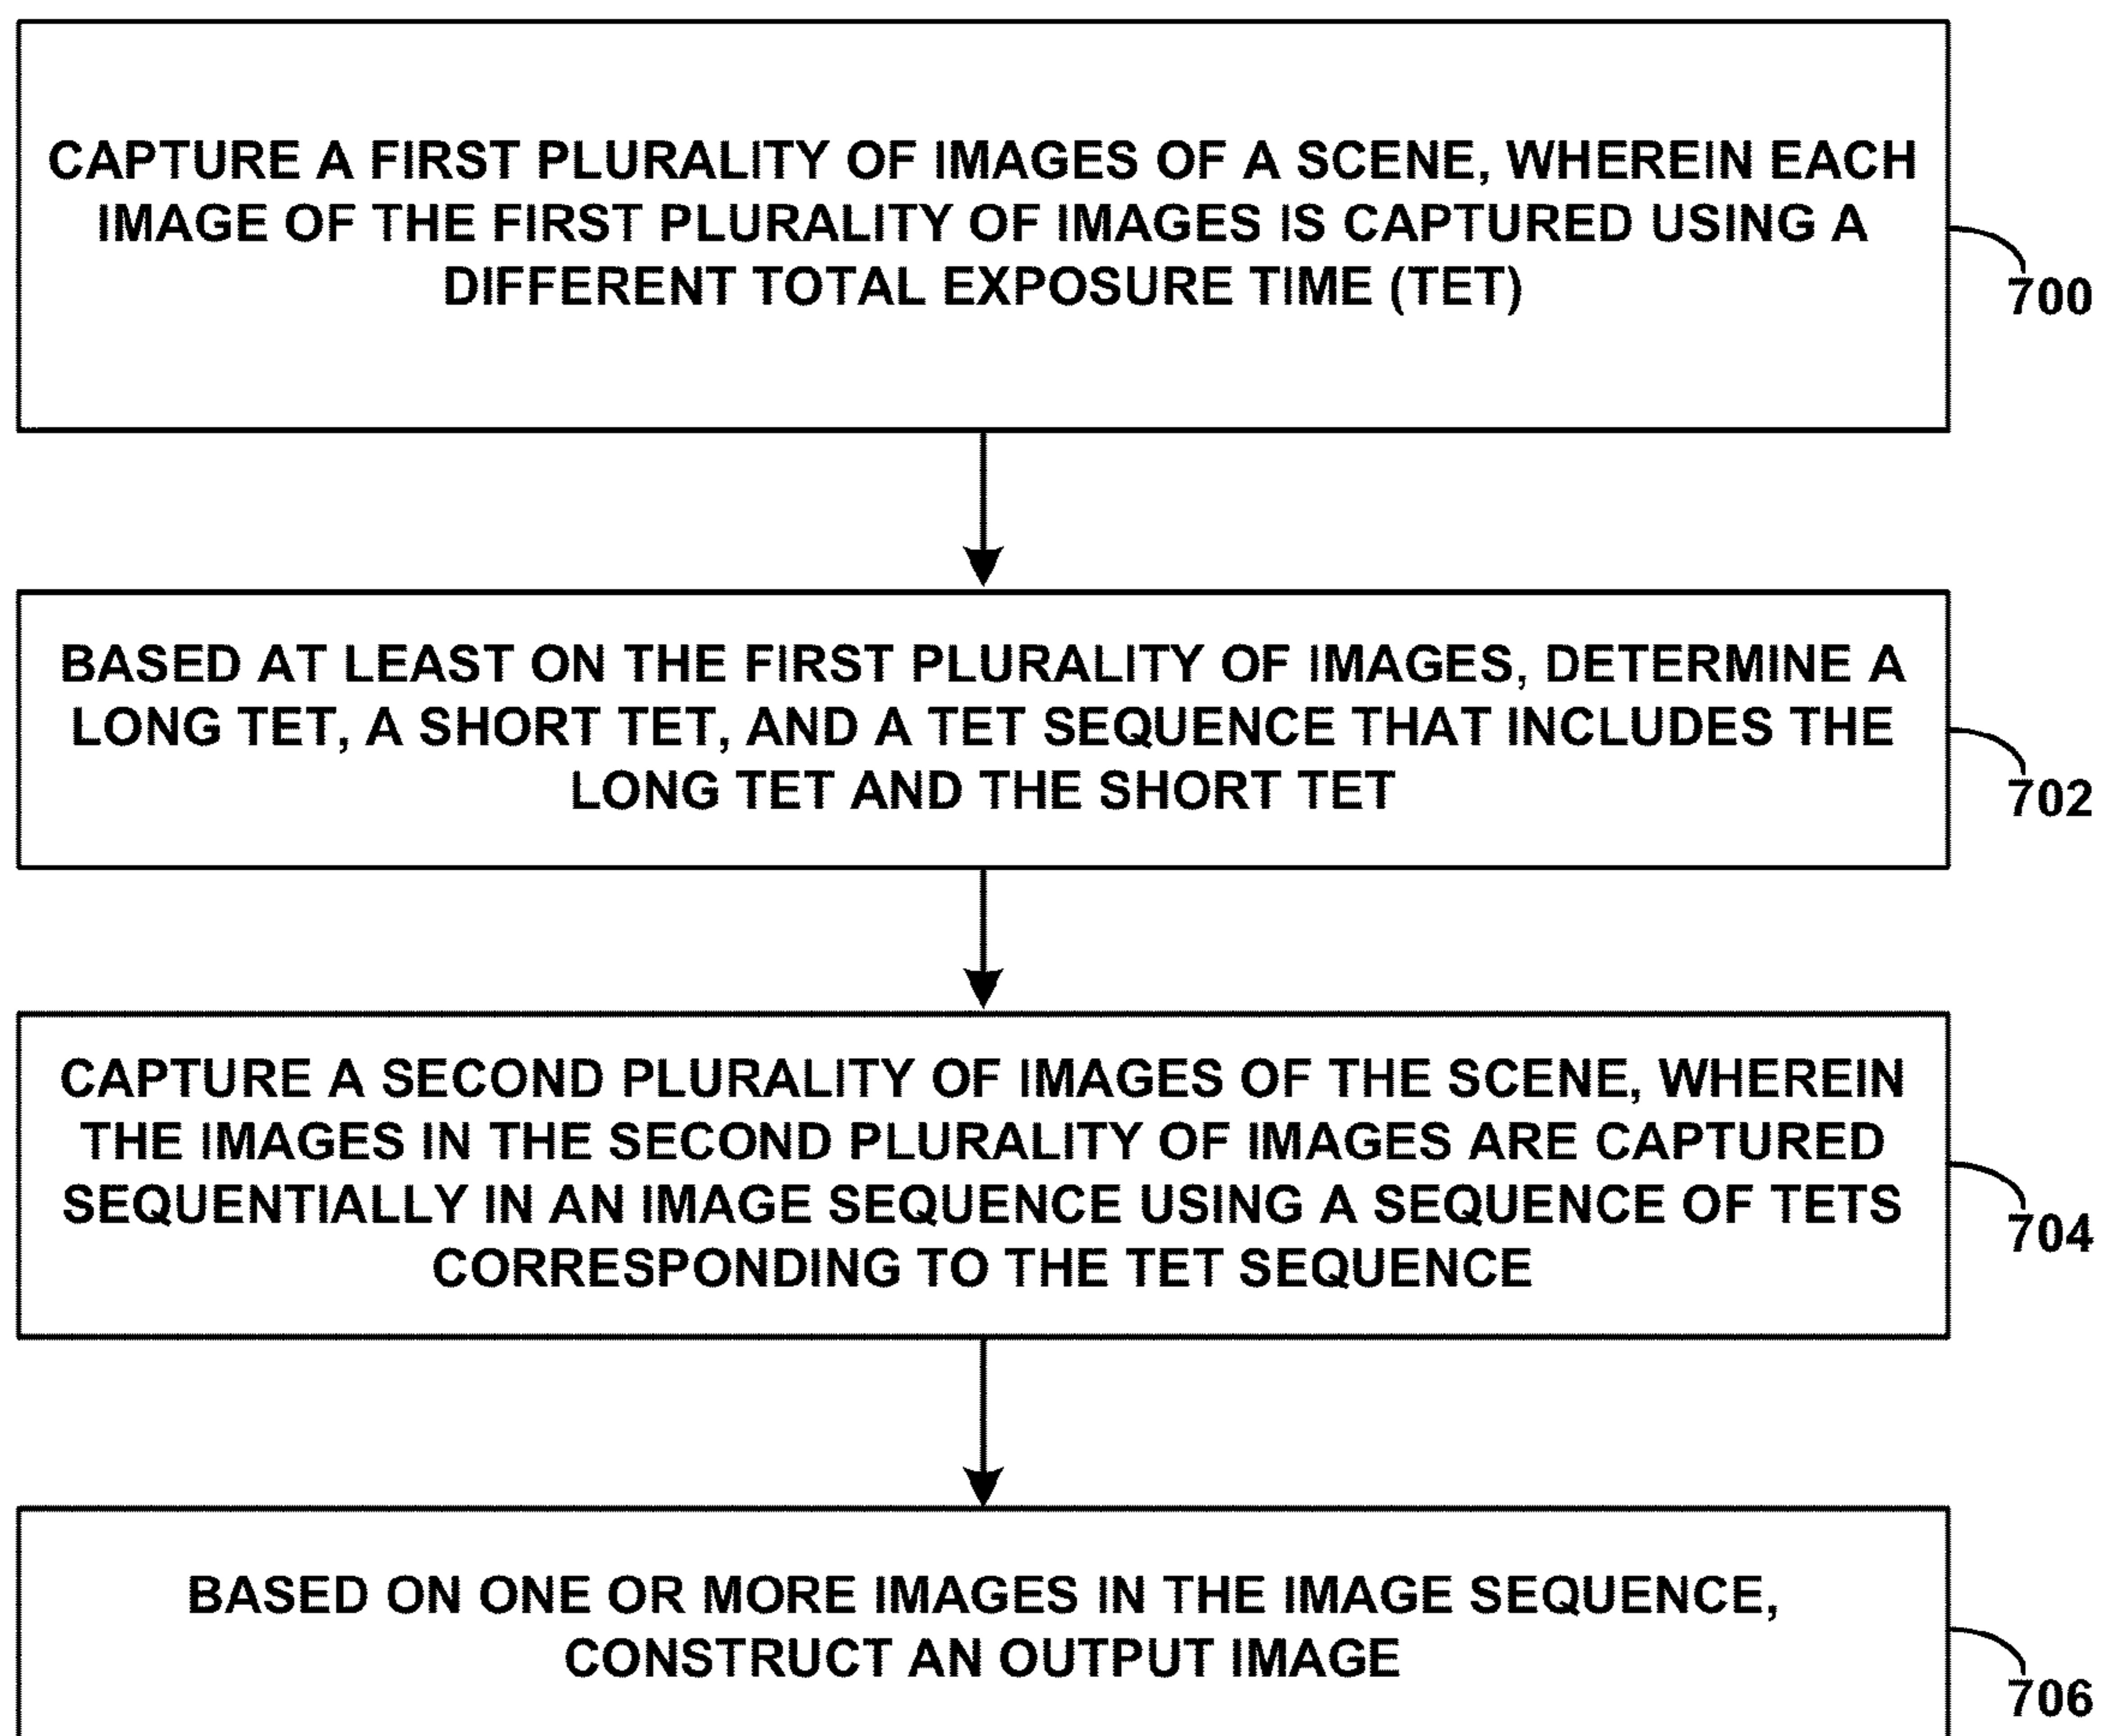 CAPTURE A FIRST PLURALITY OF IMAGES OF A SCENE, WHEREIN EACH
IMAGE OF THE FIRST PLURALITY OF IMAGES IS CAPTURED USING A
DIFFERENT TOTAL EXPOSURE TIME (TET)
700
BASED AT LEAST ON THE FIRST PLURALITY OF IMAGES, DETERMINE A
LONG TET, A SHORT TET, AND A TET SEQUENCE THAT INCLUDES THE
LONG TET AND THE SHORT TET
702
CAPTURE A SECOND PLURALITY OF IMAGES OF THE SCENE, WHEREIN
THE IMAGES IN THE SECOND PLURALITY OF IMAGES ARE CAPTURED
SEQUENTIALLY IN AN IMAGE SEQUENCE USING A SEQUENCE OF TETS
CORRESPONDING TO THE TET SEQUENCE
704
BASED ON ONE OR MORE IMAGES IN THE IMAGE SEQUENCE,
CONSTRUCT AN OUTPUT IMAGE
706